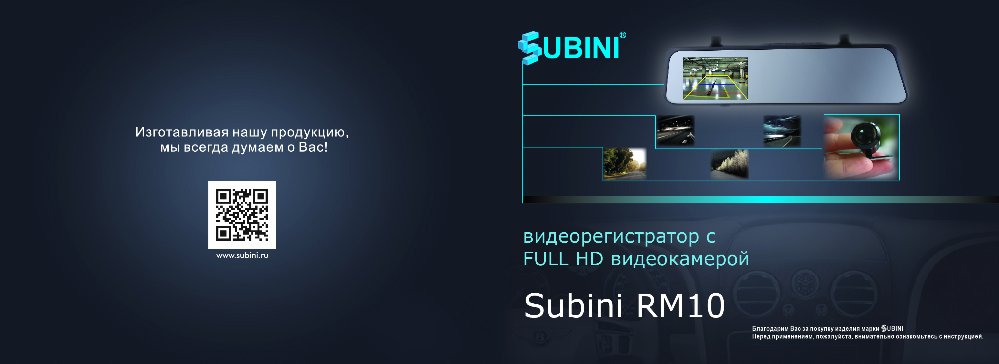 Изготавливая нашу продукцию,
мы всегда думаем о Вас!
www.subini.ru
SUBINI®
видеорегистратор с
FULL HD видеокамерой
Subini RM10
Благодарим Вас за покупку изделия марки SUBINI
Перед применением, пожалуйста, внимательно ознакомьтесь с инструкцией.